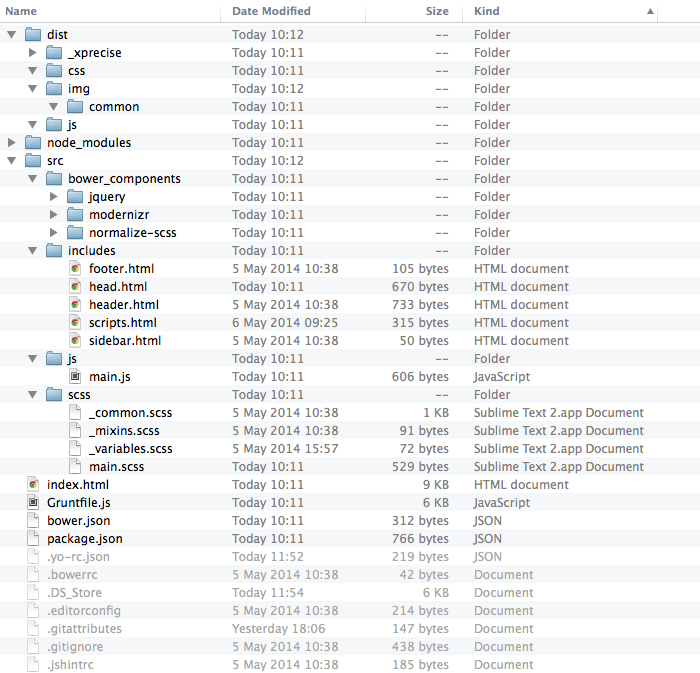 Name Date Modified Size Kind
dist Today 10:12 -- Folder
_xprecise Today 10:11 -- Folder
css Today 10:11 -- Folder
img Today 10:12 -- Folder
common Today 10:11 -- Folder
js Today 10:11 -- Folder
node_modules Today 10:11 -- Folder
src Today 10:12 -- Folder
bower_components Today 10:11 -- Folder
jquery Today 10:11 -- Folder
modernizr Today 10:11 -- Folder
normalize-scss Today 10:11 -- Folder
includes Today 10:11 -- Folder
footer.html 5 May 2014 10:38 105 bytes HTML document
head.html Today 10:11 670 bytes HTML document
header.html 5 May 2014 10:38 733 bytes HTML document
scripts.html 6 May 2014 09:25 315 bytes HTML document
sidebar.html 5 May 2014 10:38 50 bytes HTML document
js Today 10:11 -- Folder
main.js Today 10:11 606 bytes JavaScript
scss Today 10:11 -- Folder
_common.scss 5 May 2014 10:38 1 KB Sublime Text 2.app Document
_mixins.scss 5 May 2014 10:38 91 bytes Sublime Text 2.app Document
_variables.scss 5 May 2014 15:57 72 bytes Sublime Text 2.app Document
main.scss Today 10:11 529 bytes Sublime Text 2.app Document
index.html Today 10:11 9 KB HTML document
Gruntfile.js Today 10:11 6 KB JavaScript
bower.json Today 10:11 312 bytes JSON
package.json Today 10:11 766 bytes JSON
.yo-rc.json Today 11:52 219 bytes JSON
.bowerrc 5 May 2014 10:38 42 bytes Document
.DS_Store Today 11:54 6 KB Document
.editorconfig 5 May 2014 10:38 214 bytes Document
.gitattributes Yesterday 18:06 147 bytes Document
.gitignore 5 May 2014 10:38 438 bytes Document
.jshintrc 5 May 2014 10:38 185 bytes Document